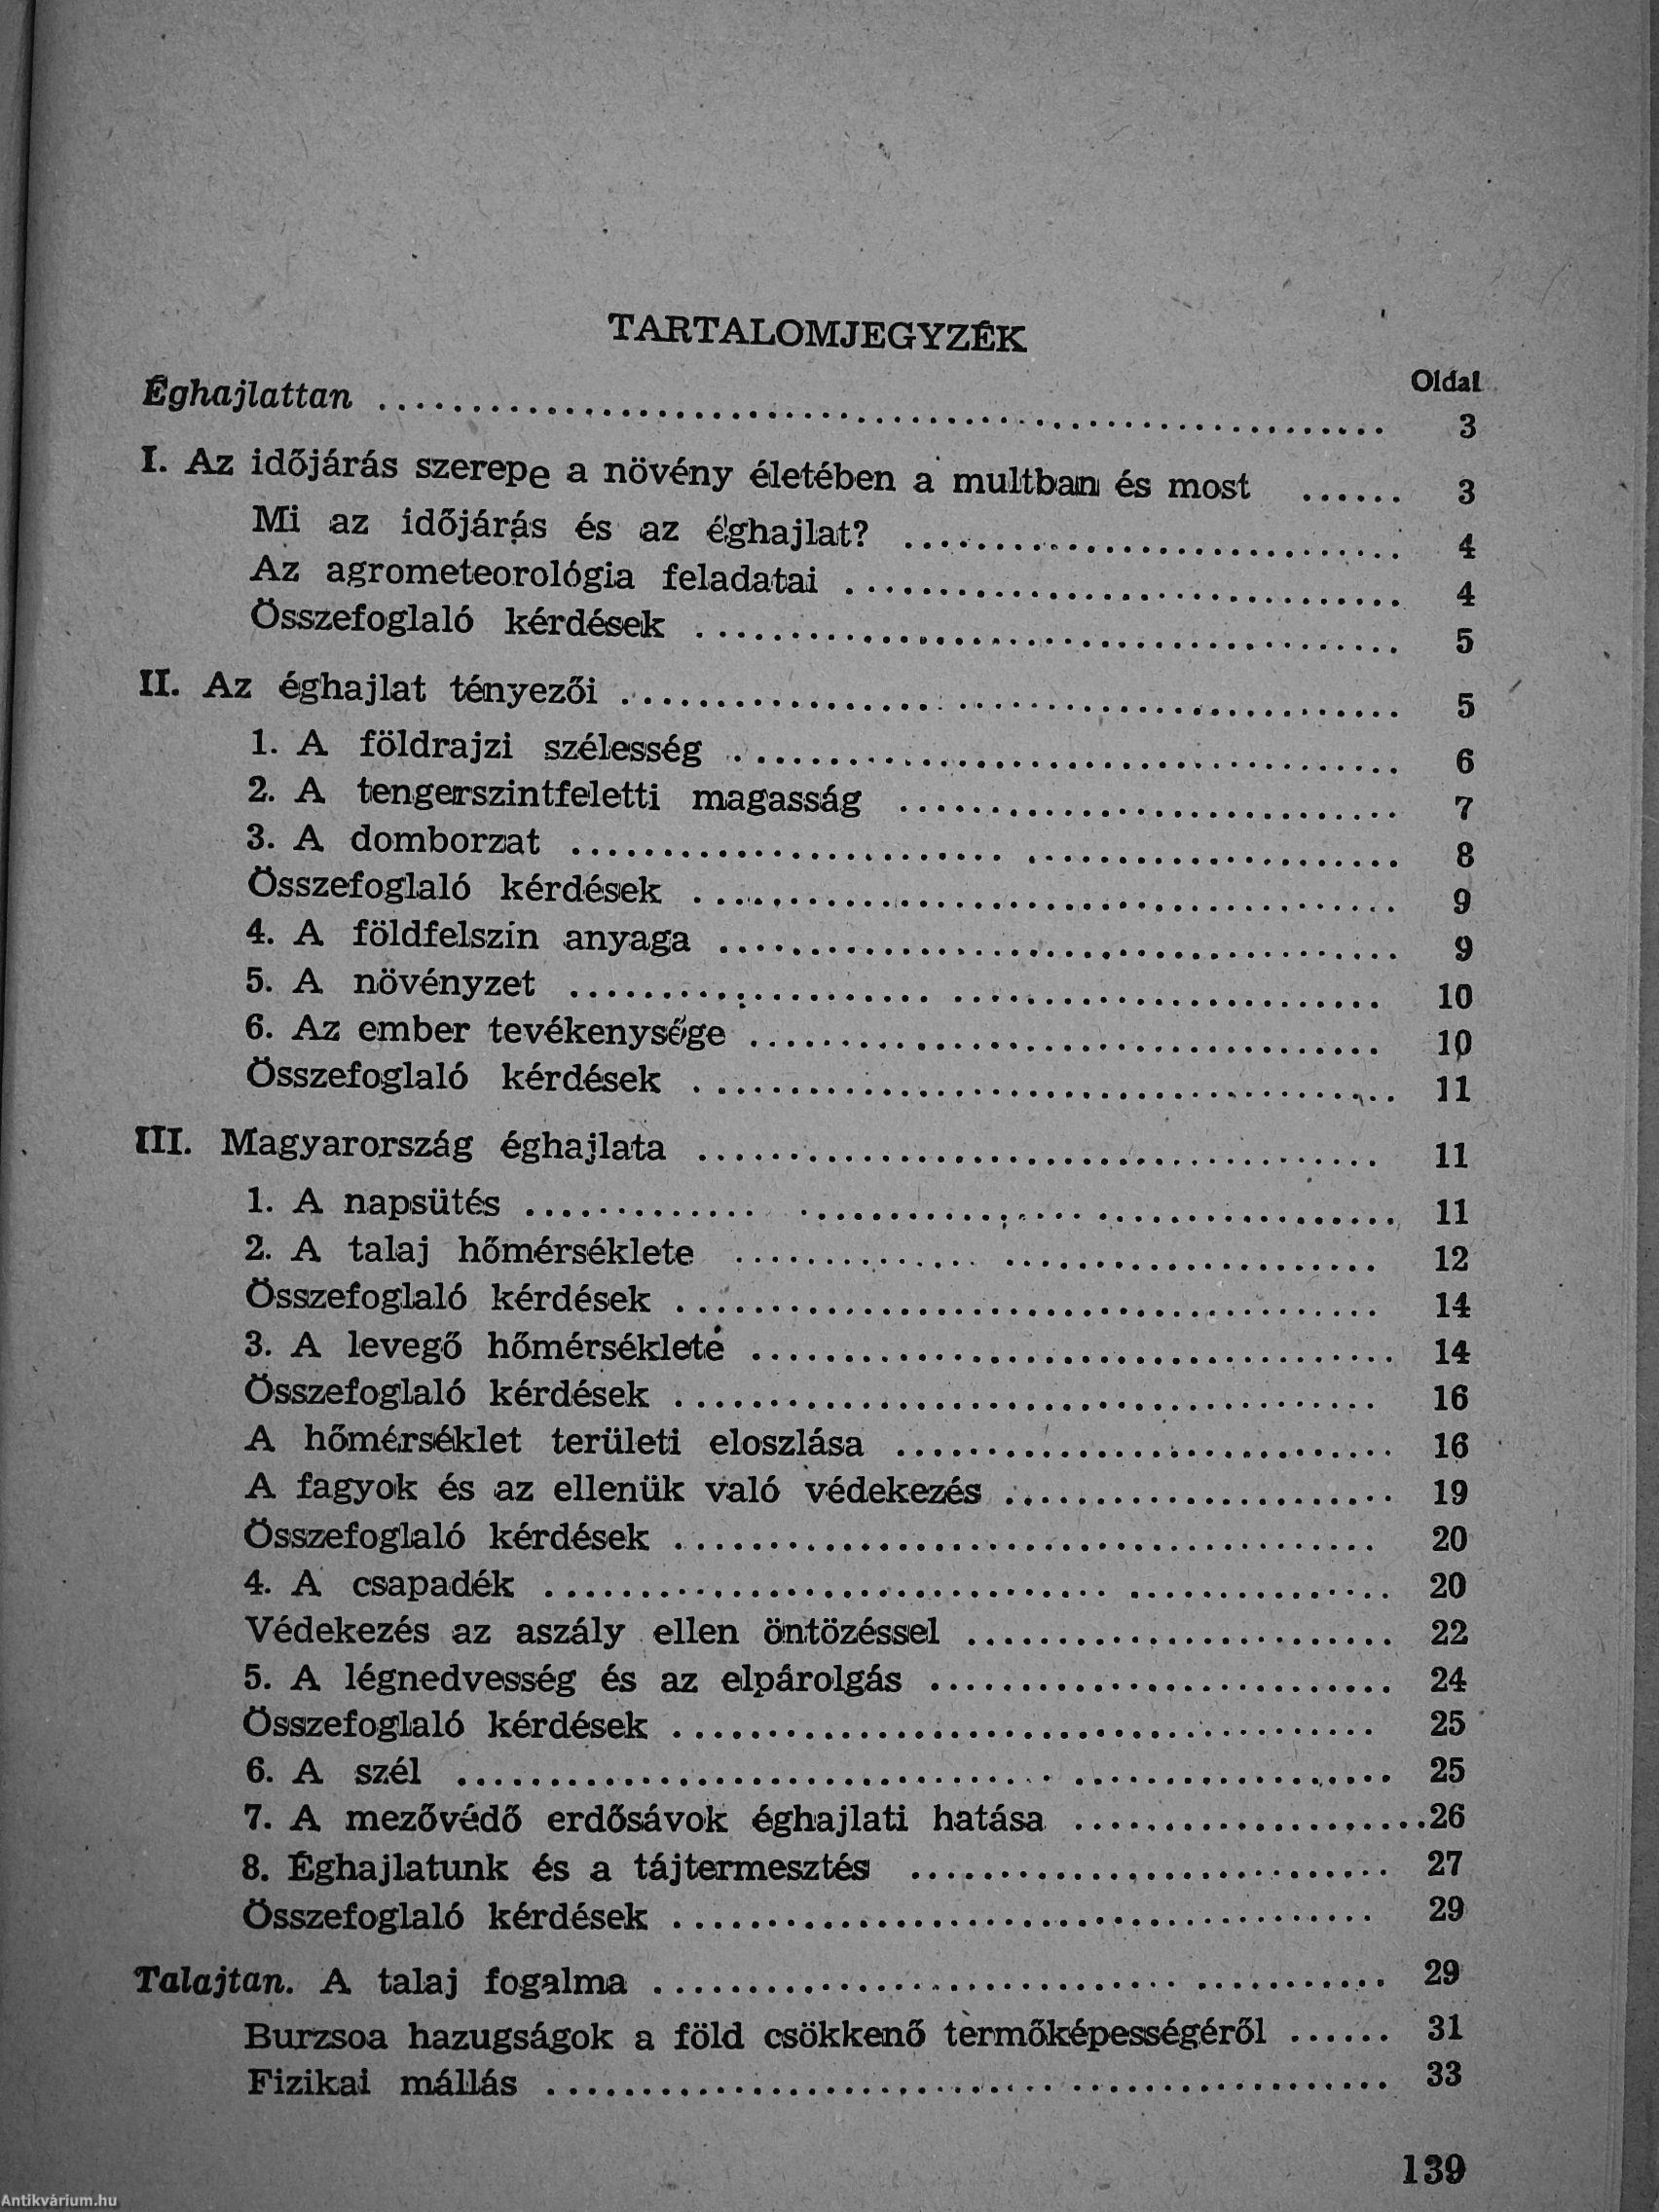 TARTALOMJEGYZÉK
Oldal
Éghajlattan ........ 3
I. Az időjárás szerepe a növény életében a multban és most ...... 3
Mi az időjárás és az éghajlat? ........ 4
Az agrometeorológia feladatai ........ 4
Összefoglaló kérdések ........ 5
II. Az éghajlat tényezői ........ 5
1. A földrajzi szélesség ........ 6
2. A tengerszintfeletti magasság ........ 7
3. A domborzat ........ 8
Összefoglaló kérdések ........ 9
4. A földfelszin anyaga ........ 9
5. A növényzet ........ 10
6. Az ember tevékenysége ........ 10
Összefoglaló kérdések ........ 11
III. Magyarország éghajlata ........ 11
1. A napsütés ........ 11
2. A talaj hőmérséklete ........ 12
Összefoglaló kérdések ........ 14
3. A levegő hőmérséklete ........ 14
Összefoglaló kérdések ........ 16
A hőmérséklet területi eloszlása ........ 16
A fagyok és az ellenük való védekezés ........ 19
Összefoglaló kérdések ........ 20
4. A csapadék ........ 20
Védekezés az aszály ellen öntözéssel ........ 22
5. A légnedvesség és az elpárolgás ........ 24
Összefoglaló kérdések ........ 25
6. A szél ........ 25
7. A mezővédő erdősávok éghajlati hatása ........ 26
8. Éghajlatunk és a tájtermesztés ........ 27
Összefoglaló kérdések ........ 29
Talajtan. A talaj fogalma ........ 29
Burzsoa hazugságok a föld csökkenő termőképességéről ...... 31
Fizikai mállás ........ 33
139
Antikvárium.hu